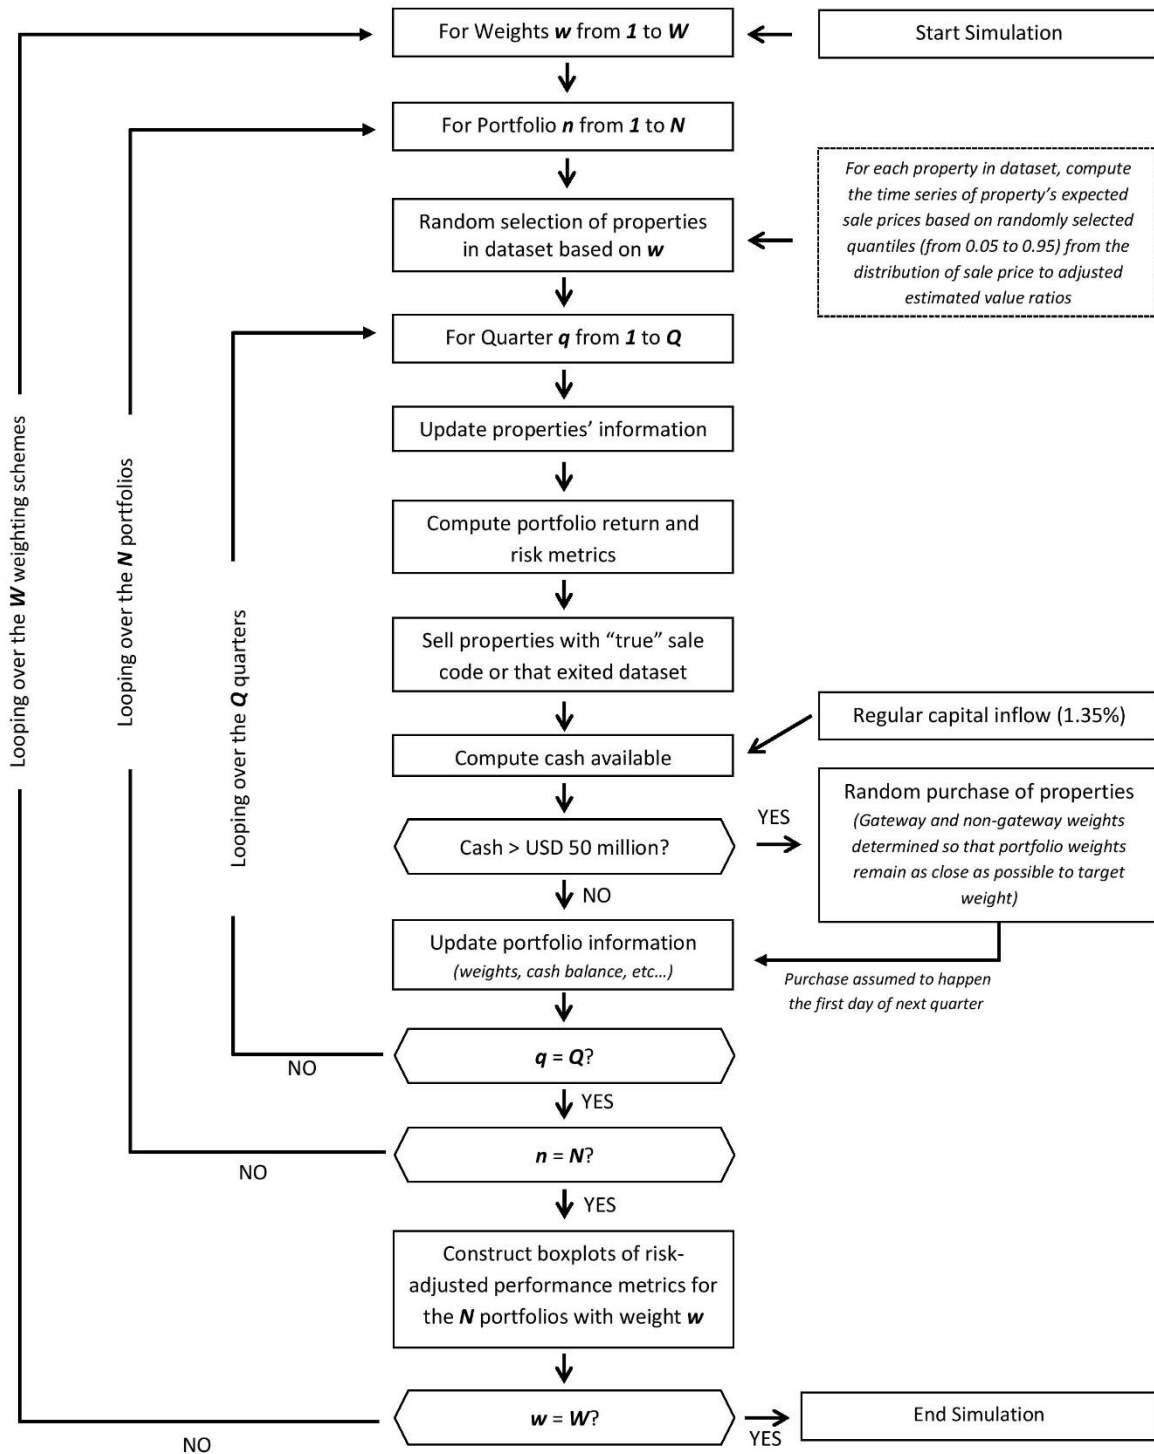 For Weights w from 1 to W
Start Simulation
For Portfolio n from 1 to N
For each property in dataset, compute
the time series of property’s expected
sale prices based on randomly selected
quantiles (from 0.05 to 0.95) from the
distribution of sale price to adjusted
estimated value ratios
Random selection of properties
in dataset based on w
For Quarter q from 1 to Q
Update properties’ information
Compute portfolio return and
risk metrics
Sell properties with “true” sale
code or that exited dataset
Regular capital inflow (1.35%)
Compute cash available
Cash > USD 50 million?
YES
Random purchase of properties
(Gateway and non-gateway weights
determined so that portfolio weights
remain as close as possible to target
weight)
NO
Update portfolio information
(weights, cash balance, etc...)
Purchase assumed to happen
the first day of next quarter
q = Q?
NO
YES
n = N?
NO
YES
Construct boxplots of risk-
adjusted performance metrics for
the N portfolios with weight w
w = W?
NO
YES
End Simulation
Looping over the W weighting schemes
Looping over the N portfolios
Looping over the Q quarters